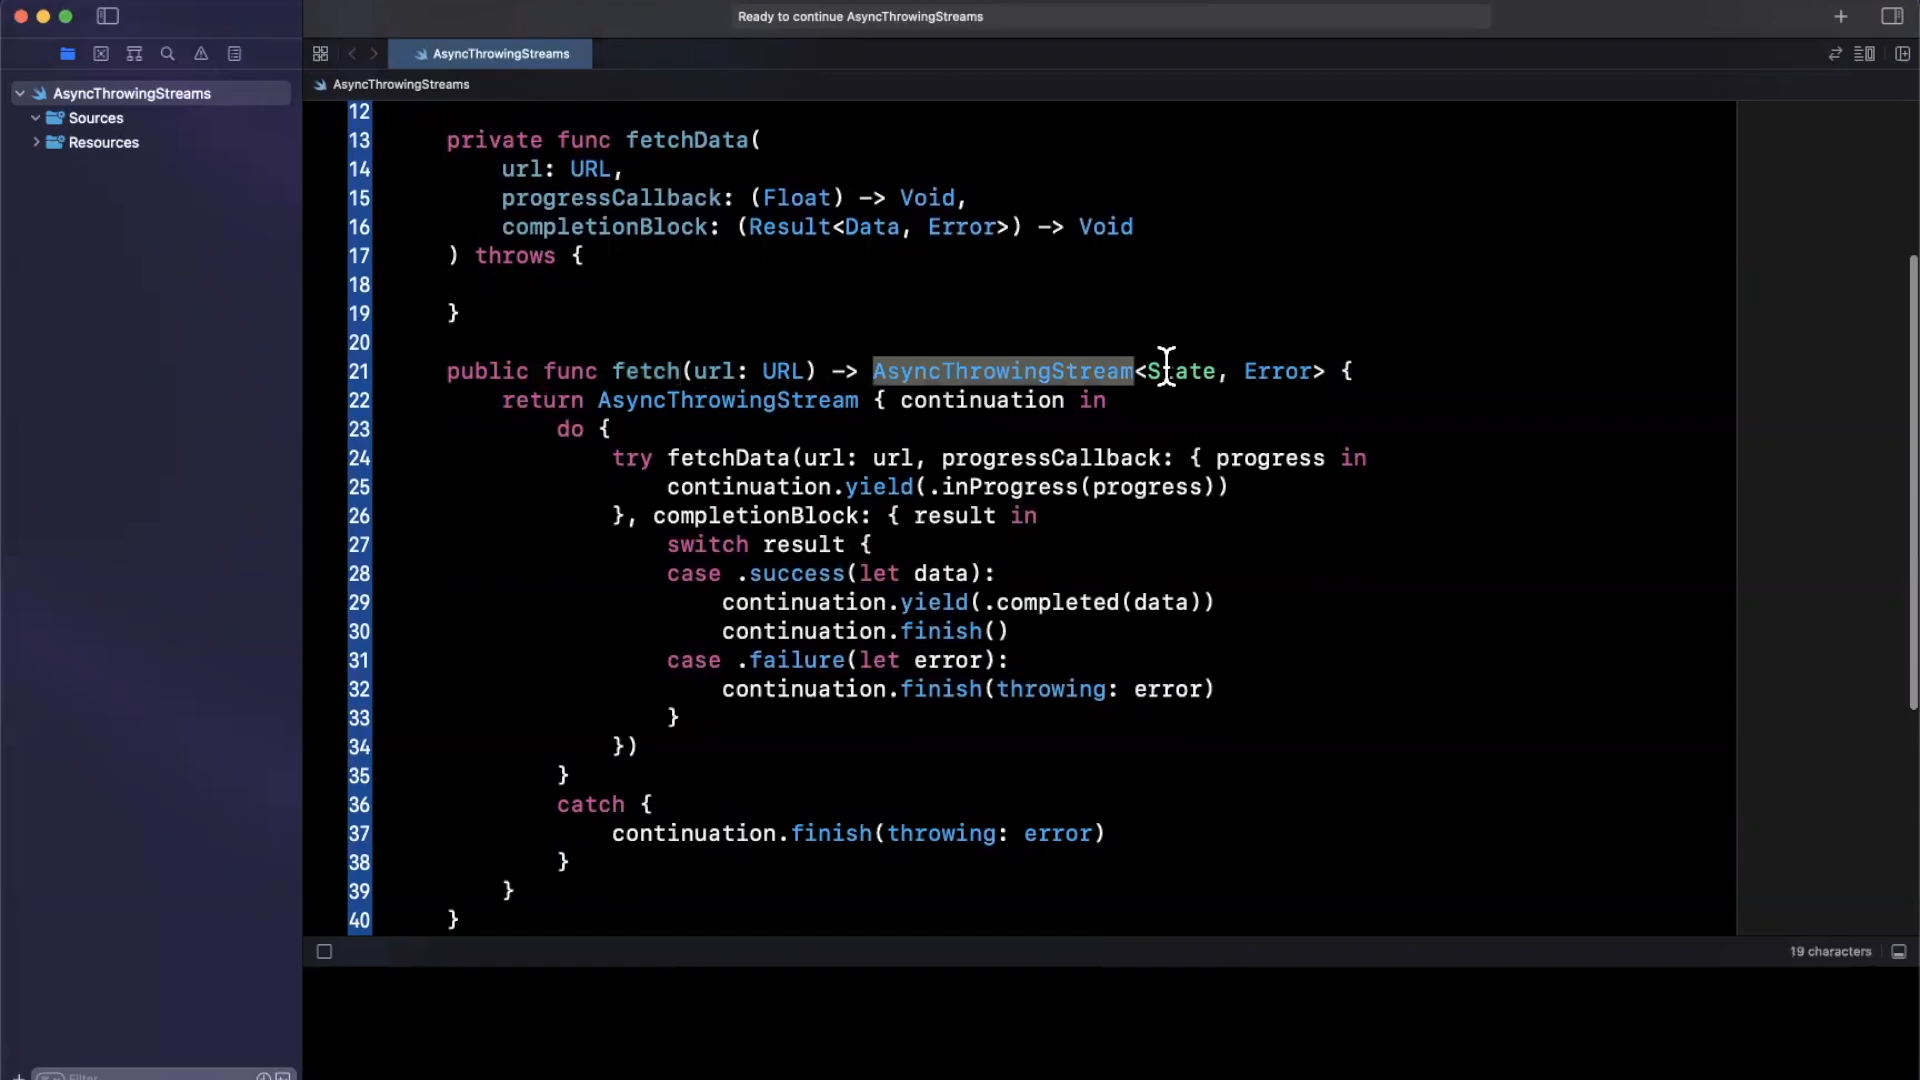 Ready to continue AsyncThrowingStreams
AsyncThrowingStreams
AsyncThrowingStreams
AsyncThrowingStreams
Sources
Resources
12
13 private func fetchData(
14 url: URL,
15 progressCallback: (Float) -> Void,
16 completionBlock: (Result<Data, Error>) -> Void
17 ) throws {
18
19 }
20
21 public func fetch(url: URL) -> AsyncThrowingStream<State, Error> {
22 return AsyncThrowingStream { continuation in
23 do {
24 try fetchData(url: url, progressCallback: { progress in
25 continuation.yield(.inProgress(progress))
26 }, completionBlock: { result in
27 switch result {
28 case .success(let data):
29 continuation.yield(.completed(data))
30 continuation.finish()
31 case .failure(let error):
32 continuation.finish(throwing: error)
33 }
34 })
35 }
36 catch {
37 continuation.finish(throwing: error)
38 }
39 }
40 }
19 characters
Filter